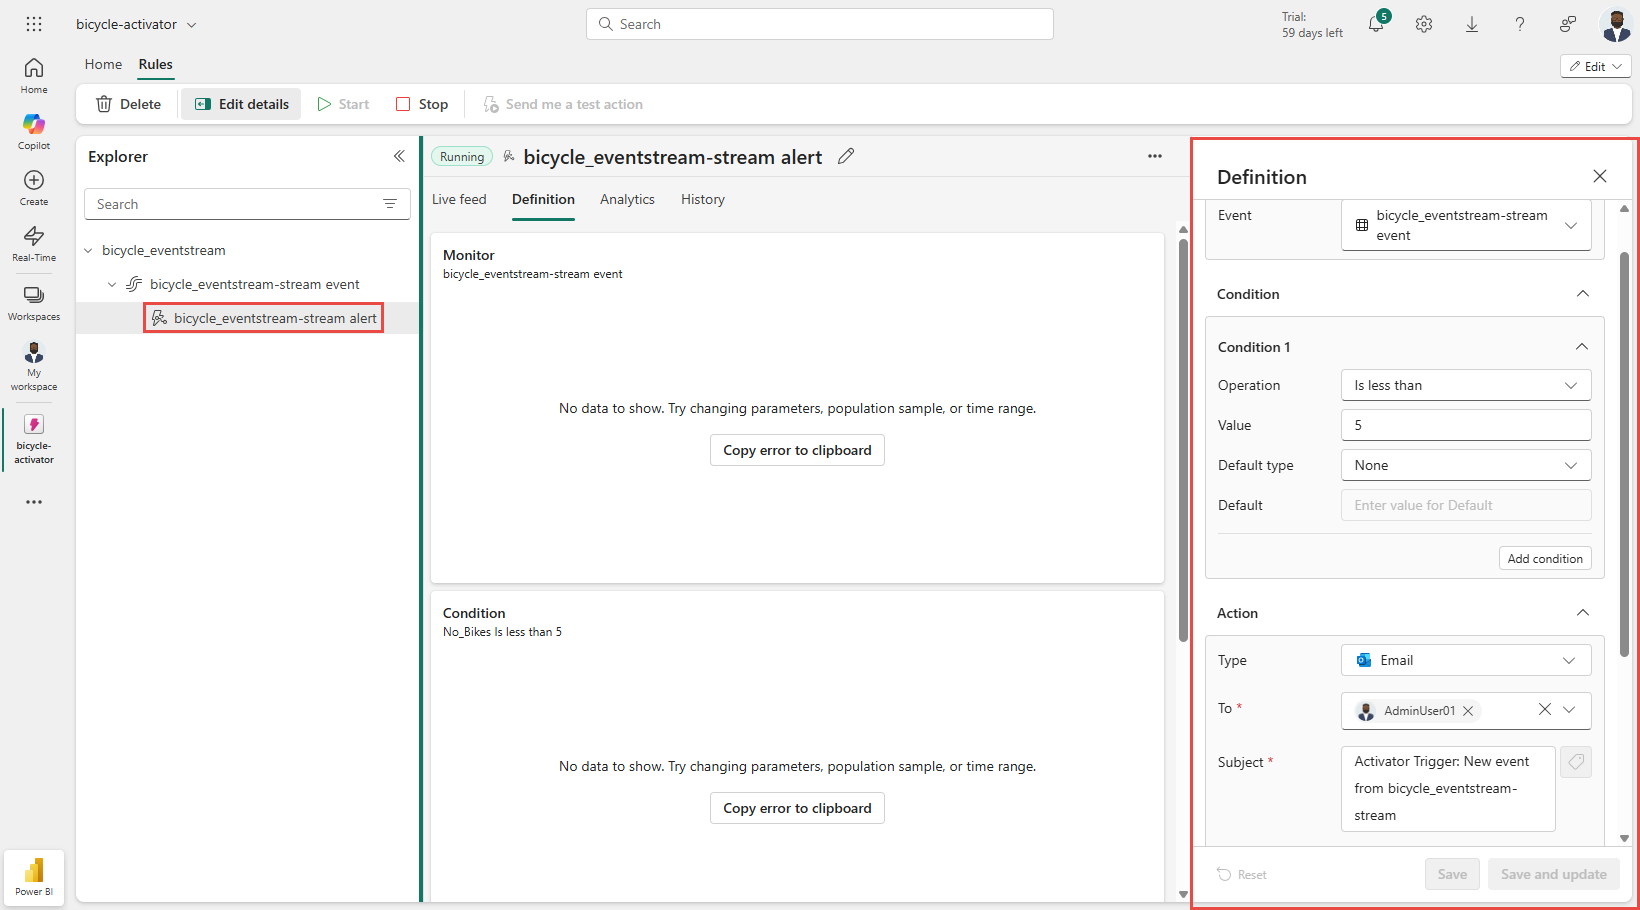 bicycle-activator
Search
Trial:
59 days left
5
Home
Rules
Edit
Delete
Edit details
Start
Stop
Send me a test action
Home
Copilot
Create
Real-Time
Workspaces
My
workspace
bicycle-
activator
Power BI
Explorer
Search
bicycle_eventstream
bicycle_eventstream-stream event
bicycle_eventstream-stream alert
Running
bicycle_eventstream-stream alert
Live feed
Definition
Analytics
History
Monitor
bicycle_eventstream-stream event
No data to show. Try changing parameters, population sample, or time range.
Copy error to clipboard
Condition
No_Bikes Is less than 5
No data to show. Try changing parameters, population sample, or time range.
Copy error to clipboard
Definition
Event
bicycle_eventstream-stream
event
Condition
Condition 1
Operation
Is less than
Value
5
Default type
None
Default
Enter value for Default
Add condition
Action
Type
Email
To *
AdminUser01
Subject *
Activator Trigger: New event
from bicycle_eventstream-
stream
Reset
Save
Save and update